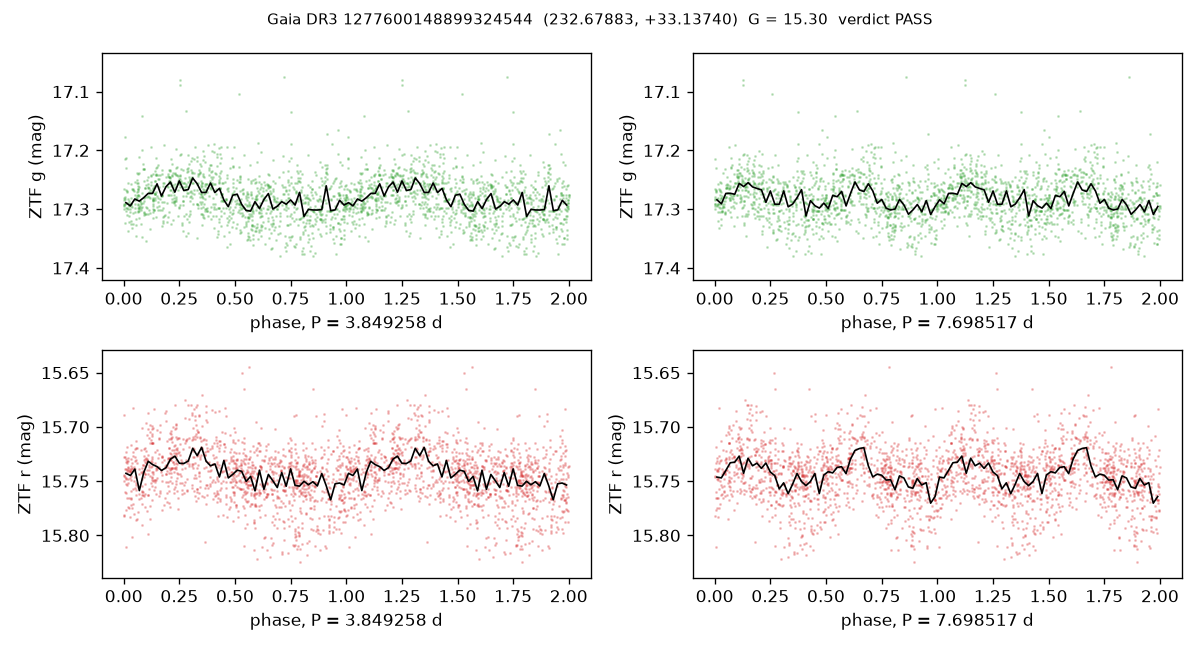 Gaia DR3 1277600148899324544  (232.67883, +33.13740)  G = 15.30  verdict PASS
ZTF g (mag)
17.1
17.2
17.3
17.4
0.00 0.25 0.50 0.75 1.00 1.25 1.50 1.75 2.00
phase, P = 3.849258 d
ZTF g (mag)
17.1
17.2
17.3
17.4
0.00 0.25 0.50 0.75 1.00 1.25 1.50 1.75 2.00
phase, P = 7.698517 d
ZTF r (mag)
15.65
15.70
15.75
15.80
0.00 0.25 0.50 0.75 1.00 1.25 1.50 1.75 2.00
phase, P = 3.849258 d
ZTF r (mag)
15.65
15.70
15.75
15.80
0.00 0.25 0.50 0.75 1.00 1.25 1.50 1.75 2.00
phase, P = 7.698517 d